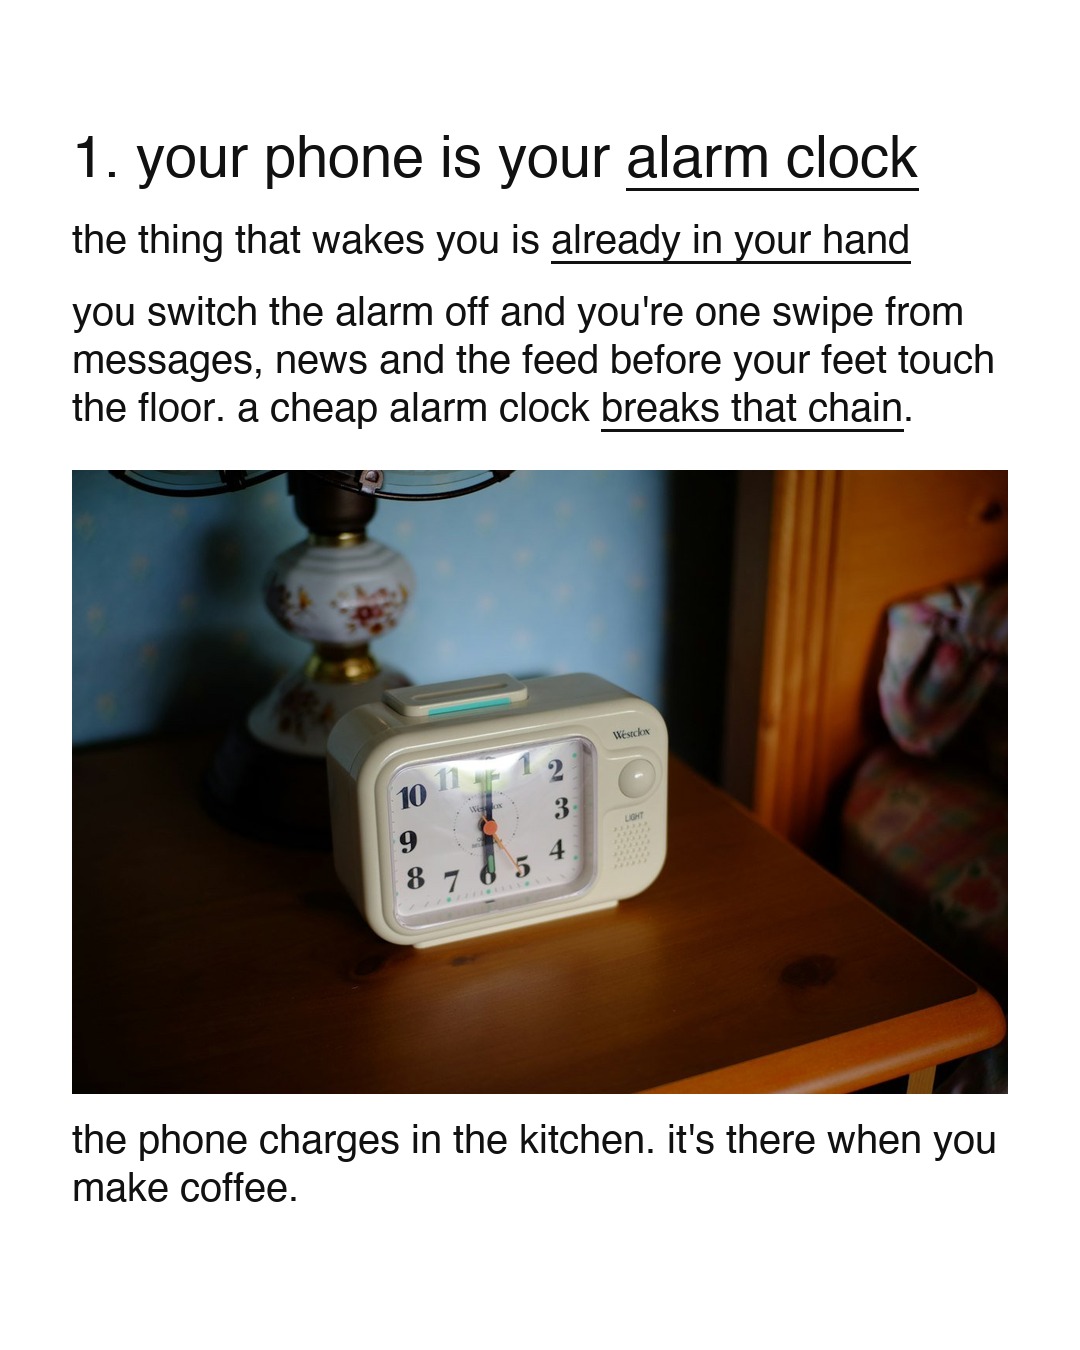 1. your phone is your alarm clock
the thing that wakes you is already in your hand
you switch the alarm off and you're one swipe from
messages, news and the feed before your feet touch
the floor. a cheap alarm clock breaks that chain.
Westclox
LIGHT
11 12 1
10 2
Westclox
9 3
8 4
7 6 5
the phone charges in the kitchen. it's there when you
make coffee.